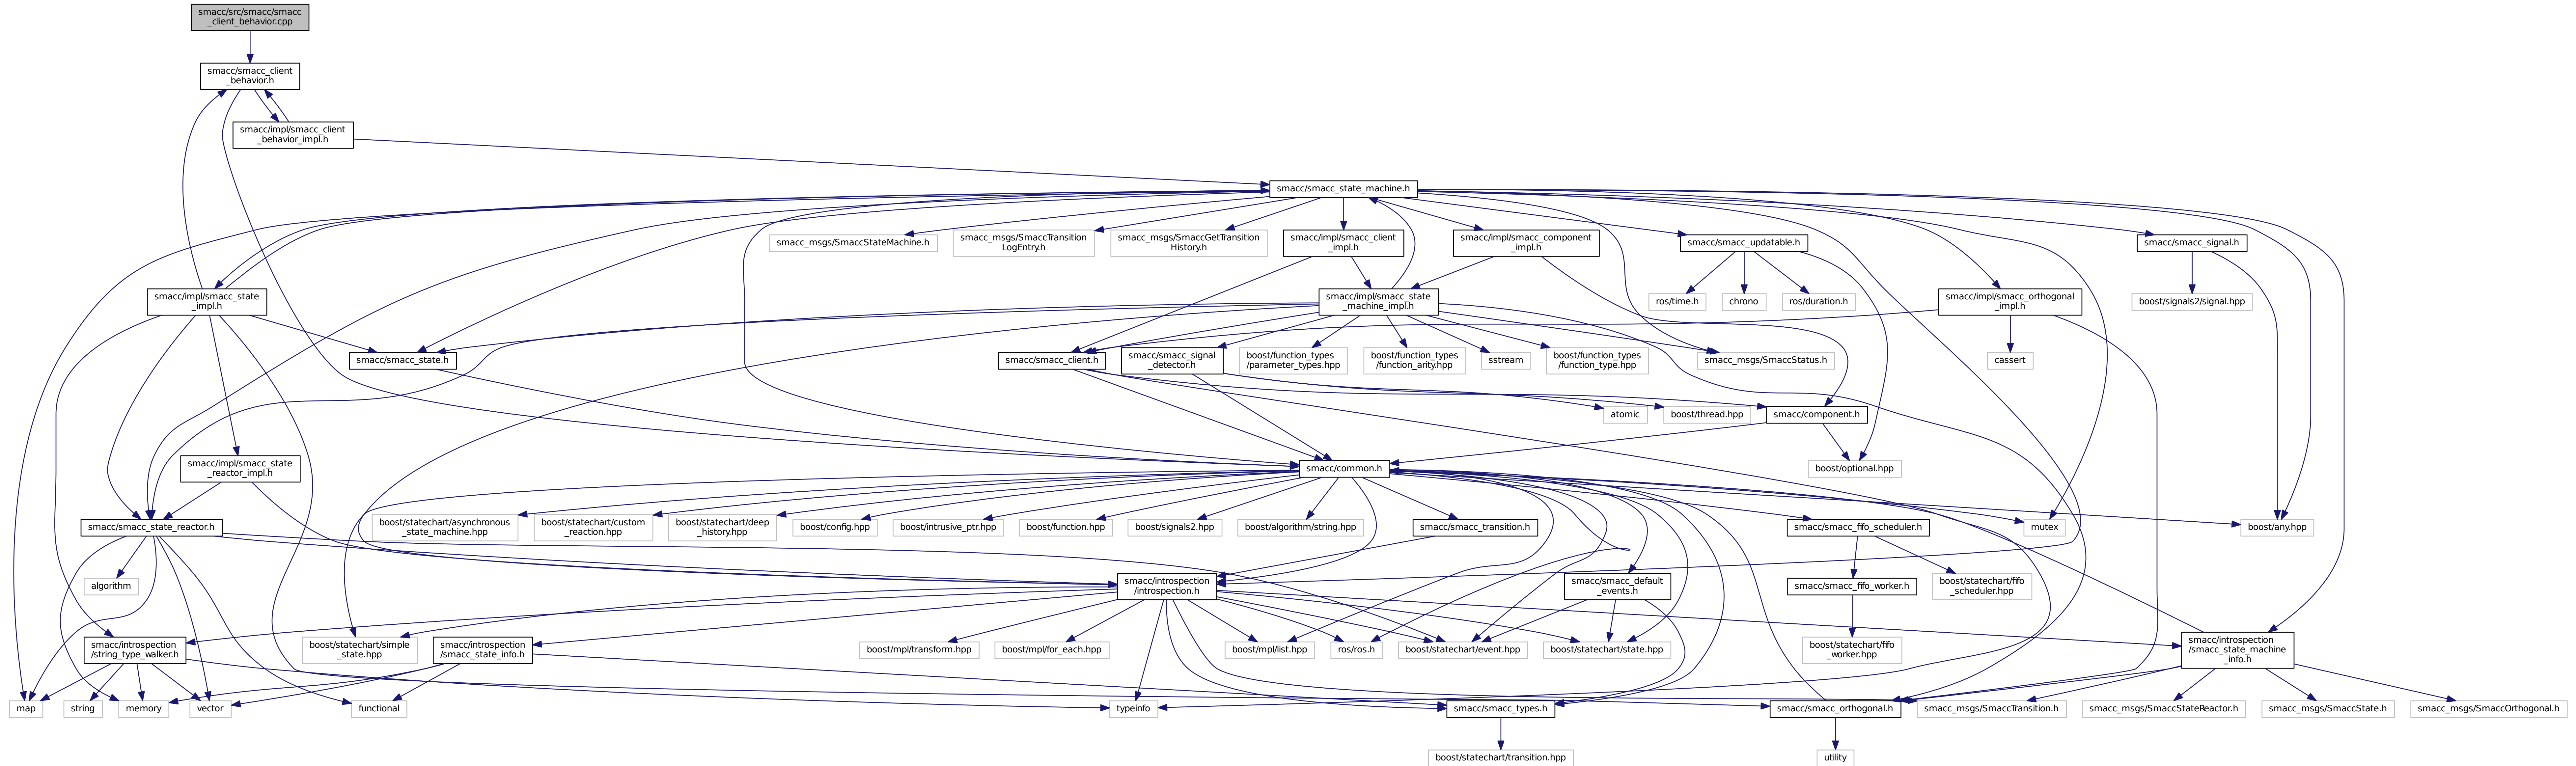 smacc/src/smacc/smacc
_client_behavior.cpp
smacc/smacc_client
_behavior.h
smacc/impl/smacc_client
_behavior_impl.h
smacc/smacc_state_machine.h
smacc_msgs/SmaccStateMachine.h
smacc_msgs/SmaccTransition
LogEntry.h
smacc_msgs/SmaccGetTransition
History.h
smacc/impl/smacc_client
_impl.h
smacc/impl/smacc_component
_impl.h
smacc/smacc_updatable.h
smacc/smacc_signal.h
smacc/impl/smacc_state
_impl.h
smacc/impl/smacc_state
_machine_impl.h
ros/time.h
chrono
ros/duration.h
smacc/impl/smacc_orthogonal
_impl.h
boost/signals2/signal.hpp
smacc/smacc_state.h
smacc/smacc_client.h
smacc/smacc_signal
_detector.h
boost/function_types
/parameter_types.hpp
boost/function_types
/function_arity.hpp
sstream
boost/function_types
/function_type.hpp
smacc_msgs/SmaccStatus.h
cassert
atomic
boost/thread.hpp
smacc/component.h
smacc/impl/smacc_state
_reactor_impl.h
smacc/common.h
boost/optional.hpp
smacc/smacc_state_reactor.h
boost/statechart/asynchronous
_state_machine.hpp
boost/statechart/custom
_reaction.hpp
boost/statechart/deep
_history.hpp
boost/config.hpp
boost/intrusive_ptr.hpp
boost/function.hpp
boost/signals2.hpp
boost/algorithm/string.hpp
smacc/smacc_transition.h
smacc/smacc_fifo_scheduler.h
mutex
boost/any.hpp
algorithm
smacc/introspection
/introspection.h
smacc/smacc_default
_events.h
smacc/smacc_fifo_worker.h
boost/statechart/fifo
_scheduler.hpp
smacc/introspection
/string_type_walker.h
boost/statechart/simple
_state.hpp
smacc/introspection
/smacc_state_info.h
boost/mpl/transform.hpp
boost/mpl/for_each.hpp
boost/mpl/list.hpp
ros/ros.h
boost/statechart/event.hpp
boost/statechart/state.hpp
boost/statechart/fifo
_worker.hpp
smacc/introspection
/smacc_state_machine
_info.h
map
string
memory
vector
functional
typeinfo
smacc/smacc_types.h
smacc/smacc_orthogonal.h
smacc_msgs/SmaccTransition.h
smacc_msgs/SmaccStateReactor.h
smacc_msgs/SmaccState.h
smacc_msgs/SmaccOrthogonal.h
boost/statechart/transition.hpp
utility